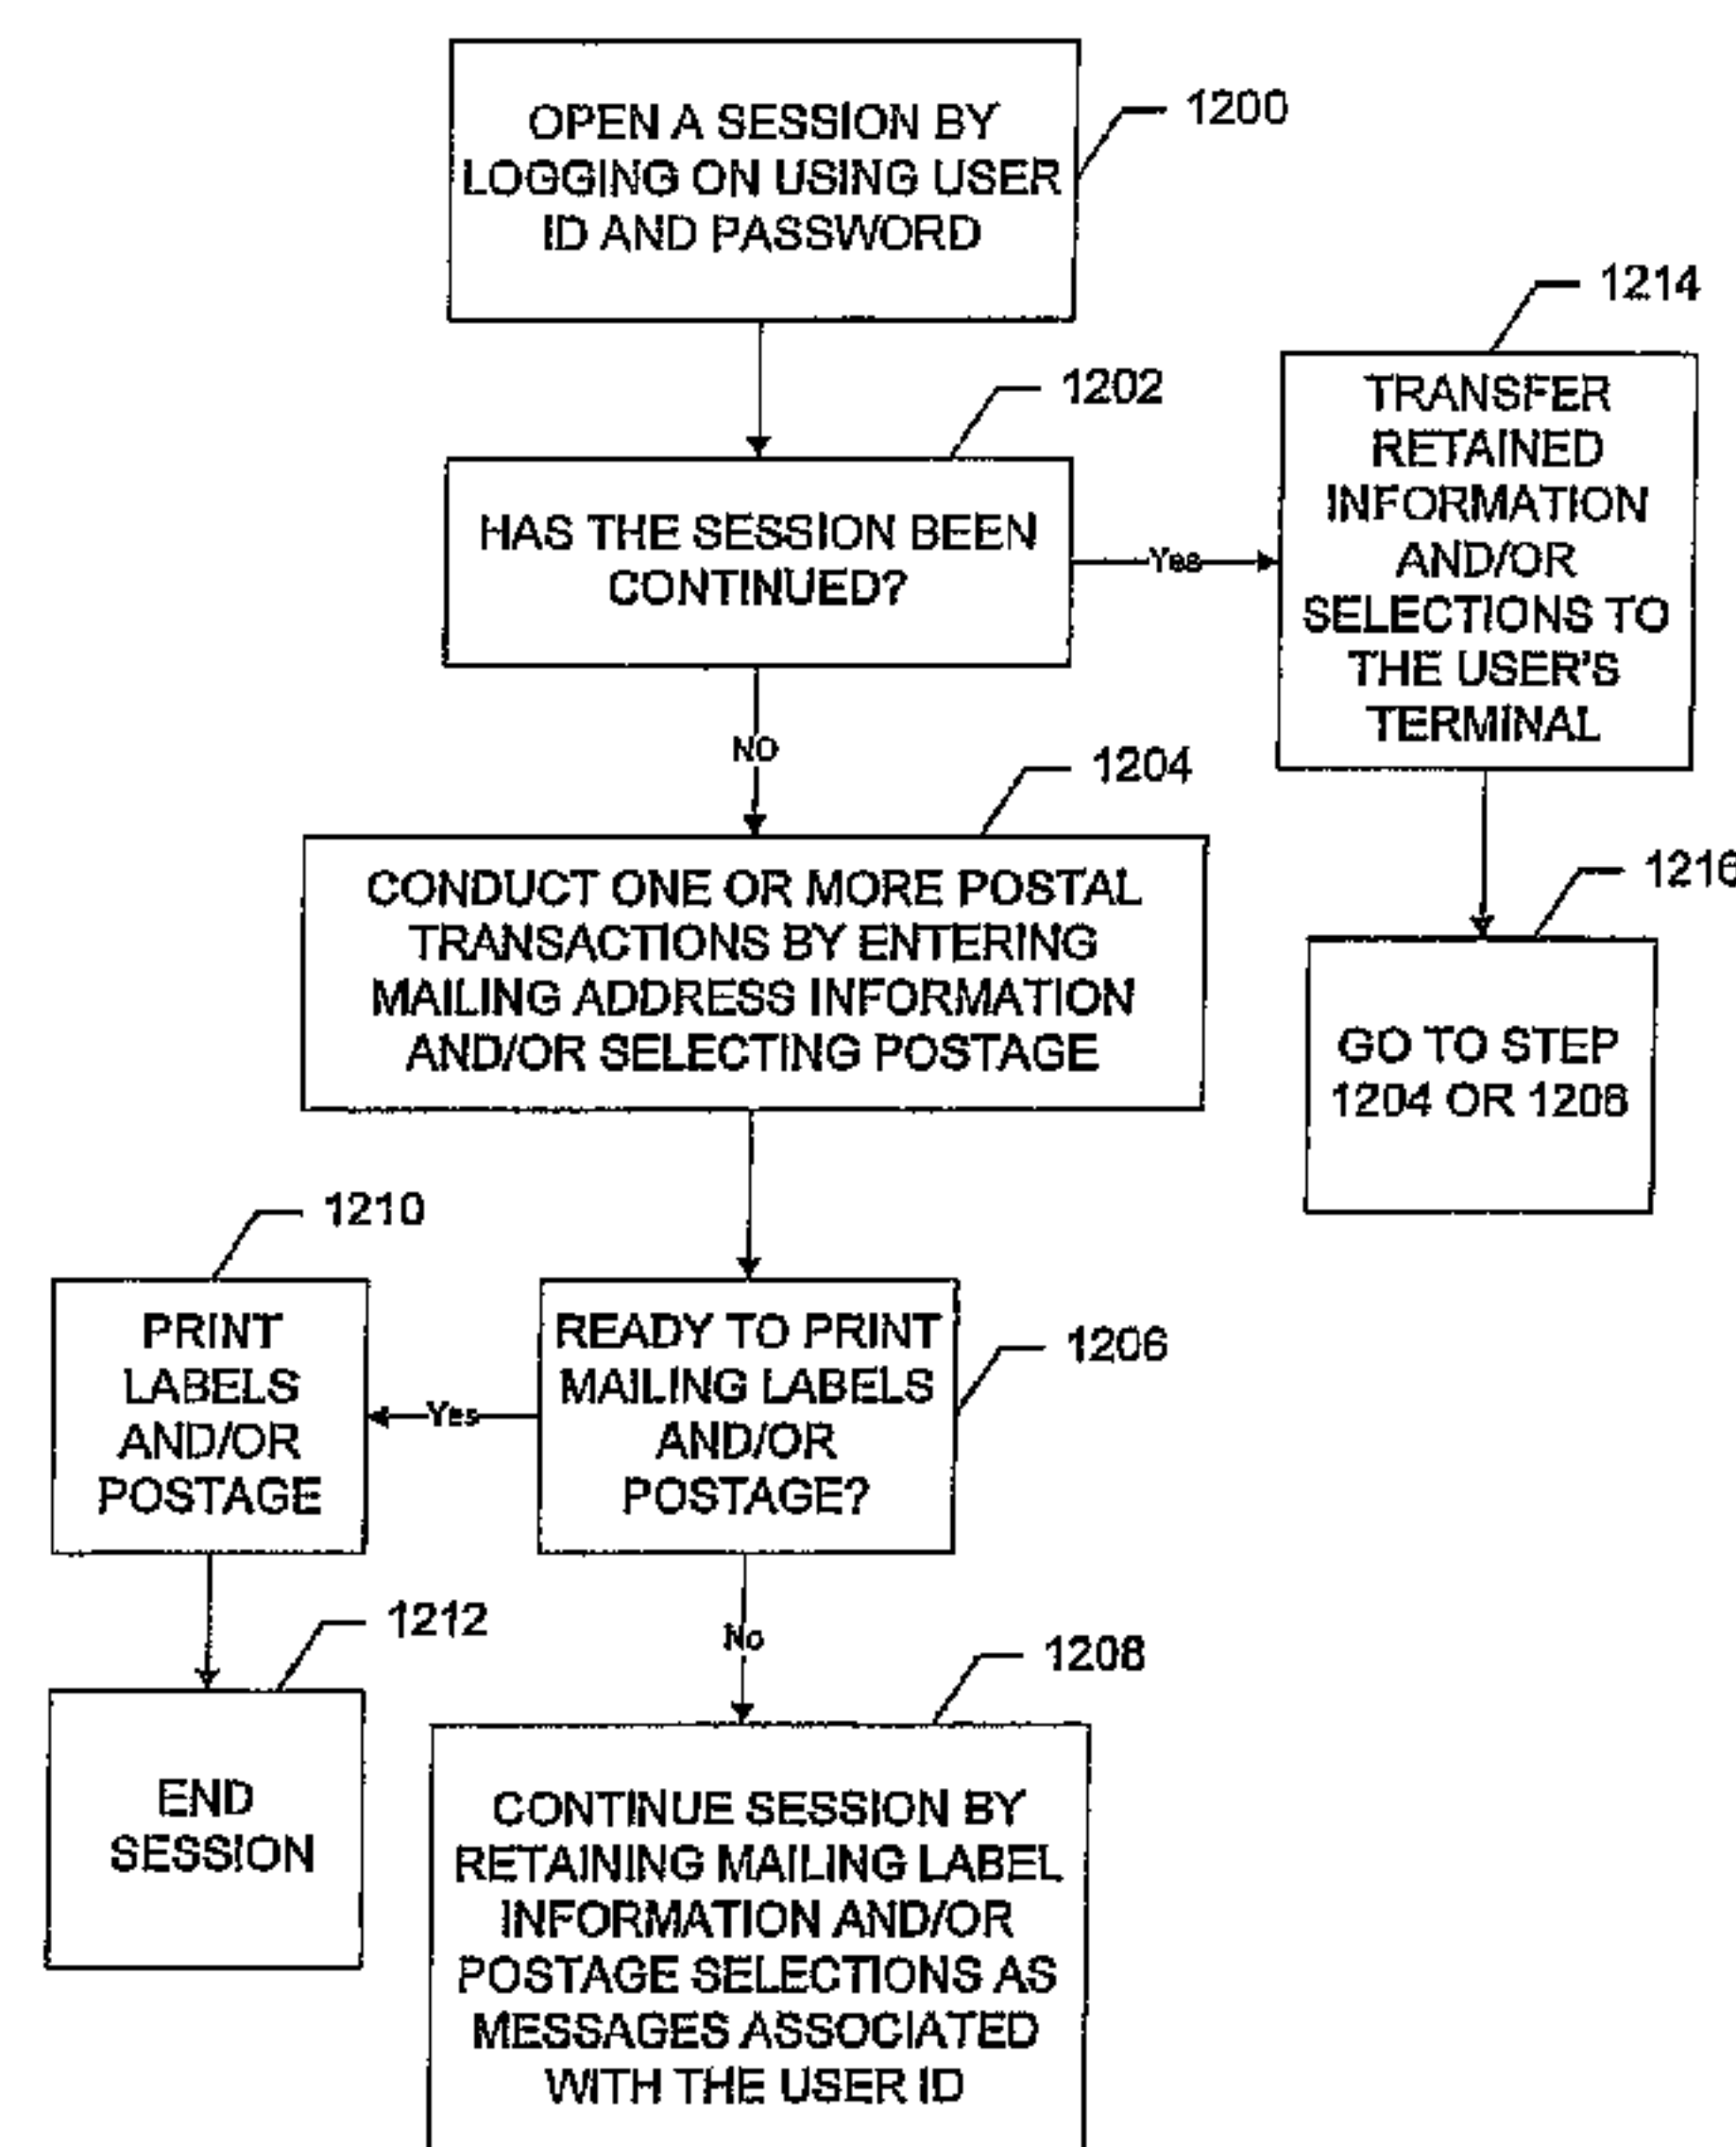 OPEN A SESSION BY
LOGGING ON USING USER
ID AND PASSWORD
1200
1214
TRANSFER
RETAINED
INFORMATION
AND/OR
SELECTIONS TO
THE USER'S
TERMINAL
1202
HAS THE SESSION BEEN
CONTINUED?
Yes
NO
1204
CONDUCT ONE OR MORE POSTAL
TRANSACTIONS BY ENTERING
MAILING ADDRESS INFORMATION
AND/OR SELECTING POSTAGE
1216
GO TO STEP
1204 OR 1206
1210
PRINT
LABELS
AND/OR
POSTAGE
Yes
READY TO PRINT
MAILING LABELS
AND/OR
POSTAGE?
1206
1212
END
SESSION
No
1208
CONTINUE SESSION BY
RETAINING MAILING LABEL
INFORMATION AND/OR
POSTAGE SELECTIONS AS
MESSAGES ASSOCIATED
WITH THE USER ID